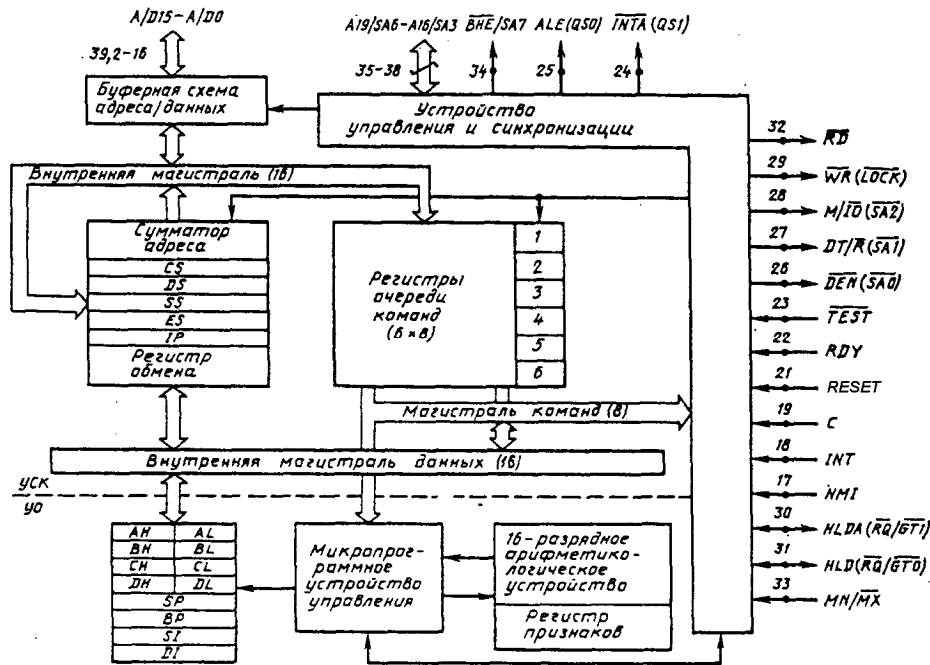 A/D15-A/D0
39,2-16
Буферная схема
адреса/данных
A19/SA6-A16/SA3
35-38
BHE/SA7
34
ALE(QS0)
25
INTA(QS1)
24
Устройство
управления и синхронизации
Внутренняя магистраль (16)
Сумматор
адреса
CS
DS
SS
ES
IP
Регистр
обмена
Регистры
очереди
команд
(6×8)
1
2
3
4
5
6
Магистраль команд (8)
Внутренняя магистраль данных (16)
УСК
УО
AH AL
BH BL
CH CL
DH DL
SP
BP
SI
DI
Микропрог-
раммное
устройство
управления
16-разрядное
арифметико-
логическое
устройство
Регистр
признаков
32 RD
29 WR(LOCK)
28 M/IO(SA2)
27 DT/R(SA1)
26 DEN(SA0)
23 TEST
22 RDY
21 RESET
19 C
18 INT
17 NMI
30 HLDA(RQ/GT1)
31 HLD(RQ/GT0)
33 MN/MX